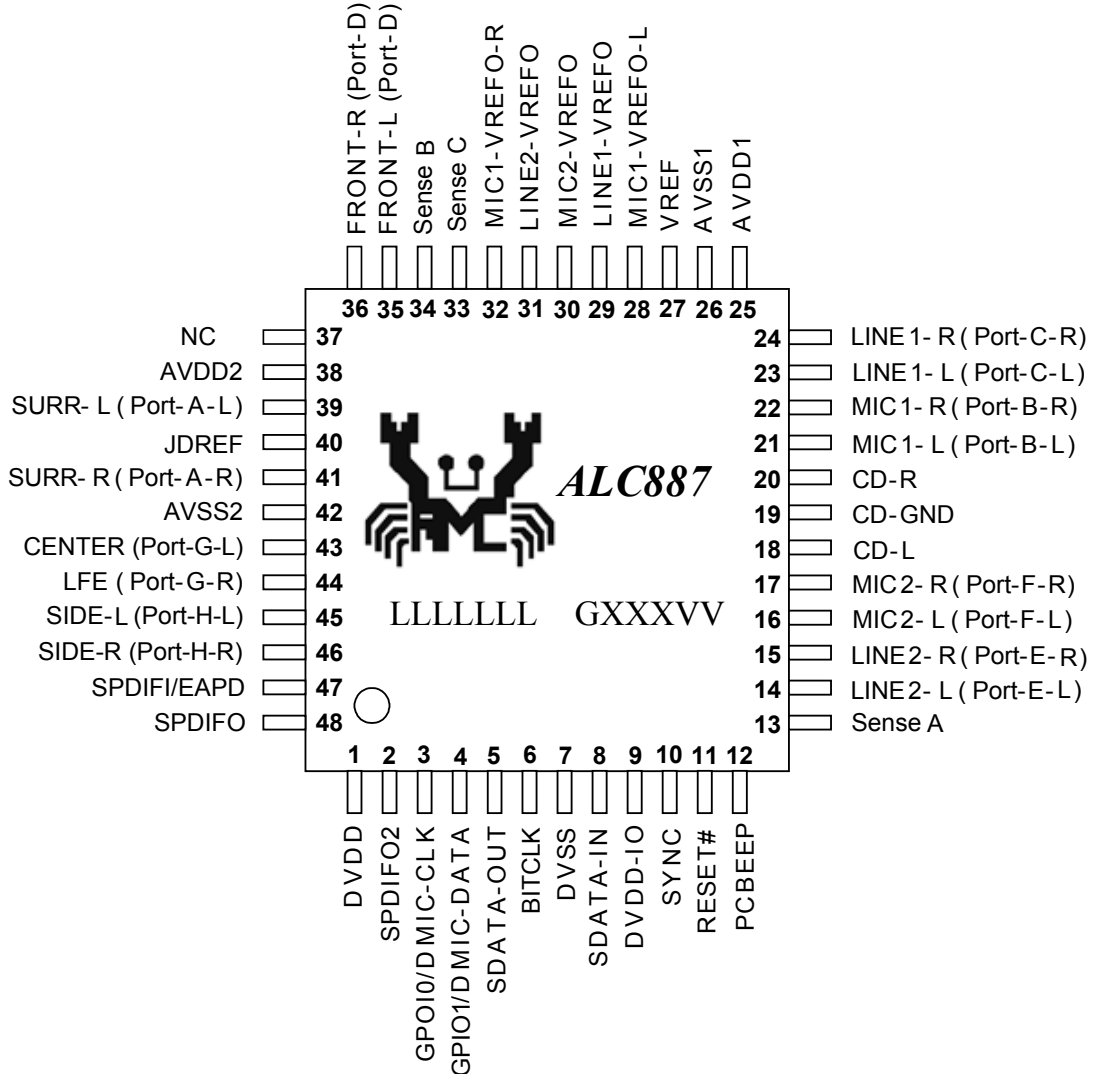 FRONT-R (Port-D)
FRONT-L (Port-D)
Sense B
Sense C
MIC1-VREFO-R
LINE2-VREFO
MIC2-VREFO
LINE1-VREFO
MIC1-VREFO-L
VREF
AVSS1
AVDD1
36 35 34 33 32 31 30 29 28 27 26 25
NC 37
AVDD2 38
SURR-L (Port-A-L) 39
JDREF 40
SURR-R (Port-A-R) 41
AVSS2 42
CENTER (Port-G-L) 43
LFE (Port-G-R) 44
SIDE-L (Port-H-L) 45
SIDE-R (Port-H-R) 46
SPDIFI/EAPD 47
SPDIFO 48
ALC887
LLLLLLL GXXXVV
24 LINE1-R (Port-C-R)
23 LINE1-L (Port-C-L)
22 MIC1-R (Port-B-R)
21 MIC1-L (Port-B-L)
20 CD-R
19 CD-GND
18 CD-L
17 MIC2-R (Port-F-R)
16 MIC2-L (Port-F-L)
15 LINE2-R (Port-E-R)
14 LINE2-L (Port-E-L)
13 Sense A
1 2 3 4 5 6 7 8 9 10 11 12
DVDD
SPDIFO2
GPOI0/DMIC-CLK
GPIO1/DMIC-DATA
SDATA-OUT
BITCLK
DVSS
SDATA-IN
DVDD-IO
SYNC
RESET#
PCBEEP